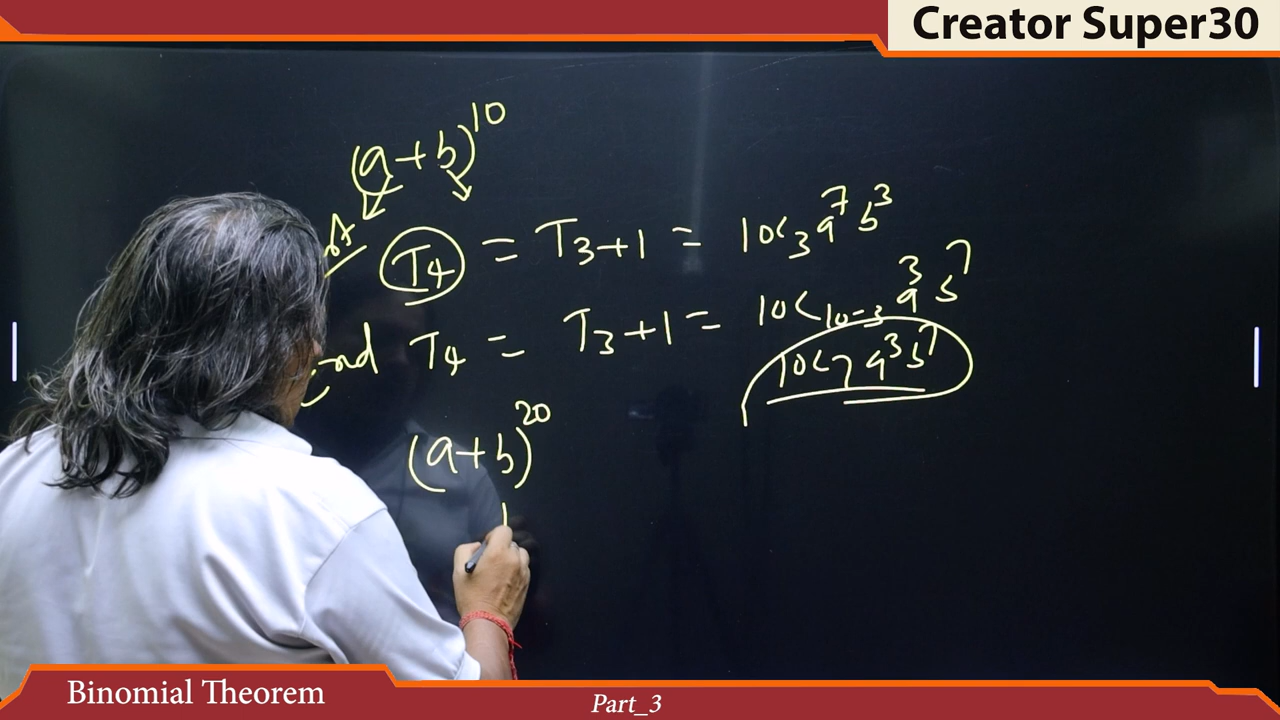 Creator Super30
(a+b)^10
T4 = T3+1 = 10C3 a^7 b^3
end T4 = T3+1 = 10C10-3 a^3 b^7
10C7 a^3 b^7
(a+b)^20
Binomial Theorem
Part_3